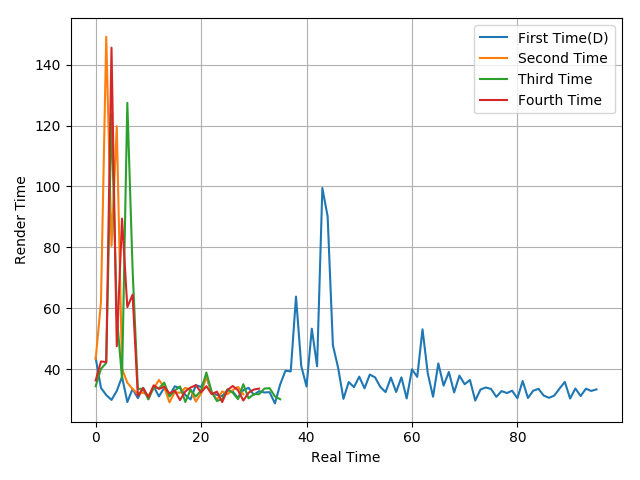 First Time(D)
Second Time
Third Time
Fourth Time
140
120
100
80
60
40
Render Time
0
20
40
60
80
Real Time